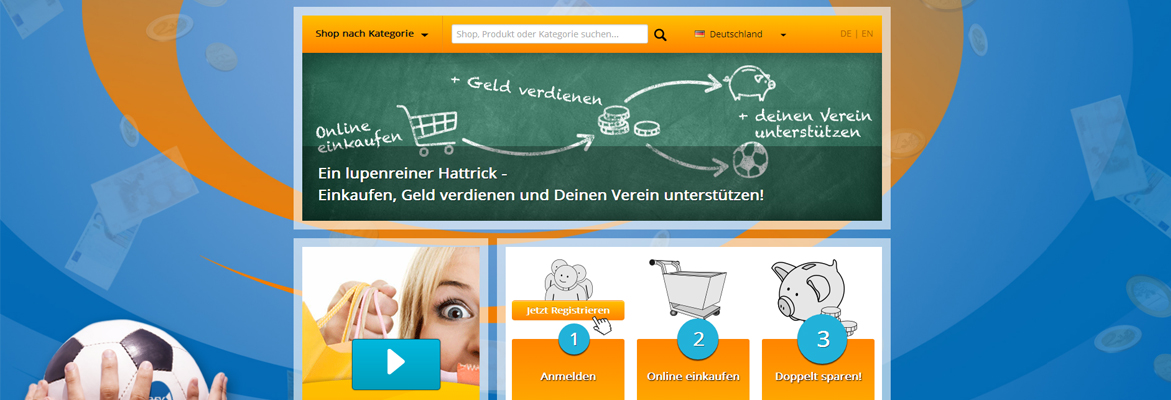 Shop nach Kategorie
Shop, Produkt oder Kategorie suchen...
Deutschland
DE | EN
+ Geld verdienen
Online
einkaufen
+ deinen Verein
unterstützen
Ein lupenreiner Hattrick -
Einkaufen, Geld verdienen und Deinen Verein unterstützen!
Jetzt Registrieren
1
2
3
Anmelden
Online einkaufen
Doppelt sparen!